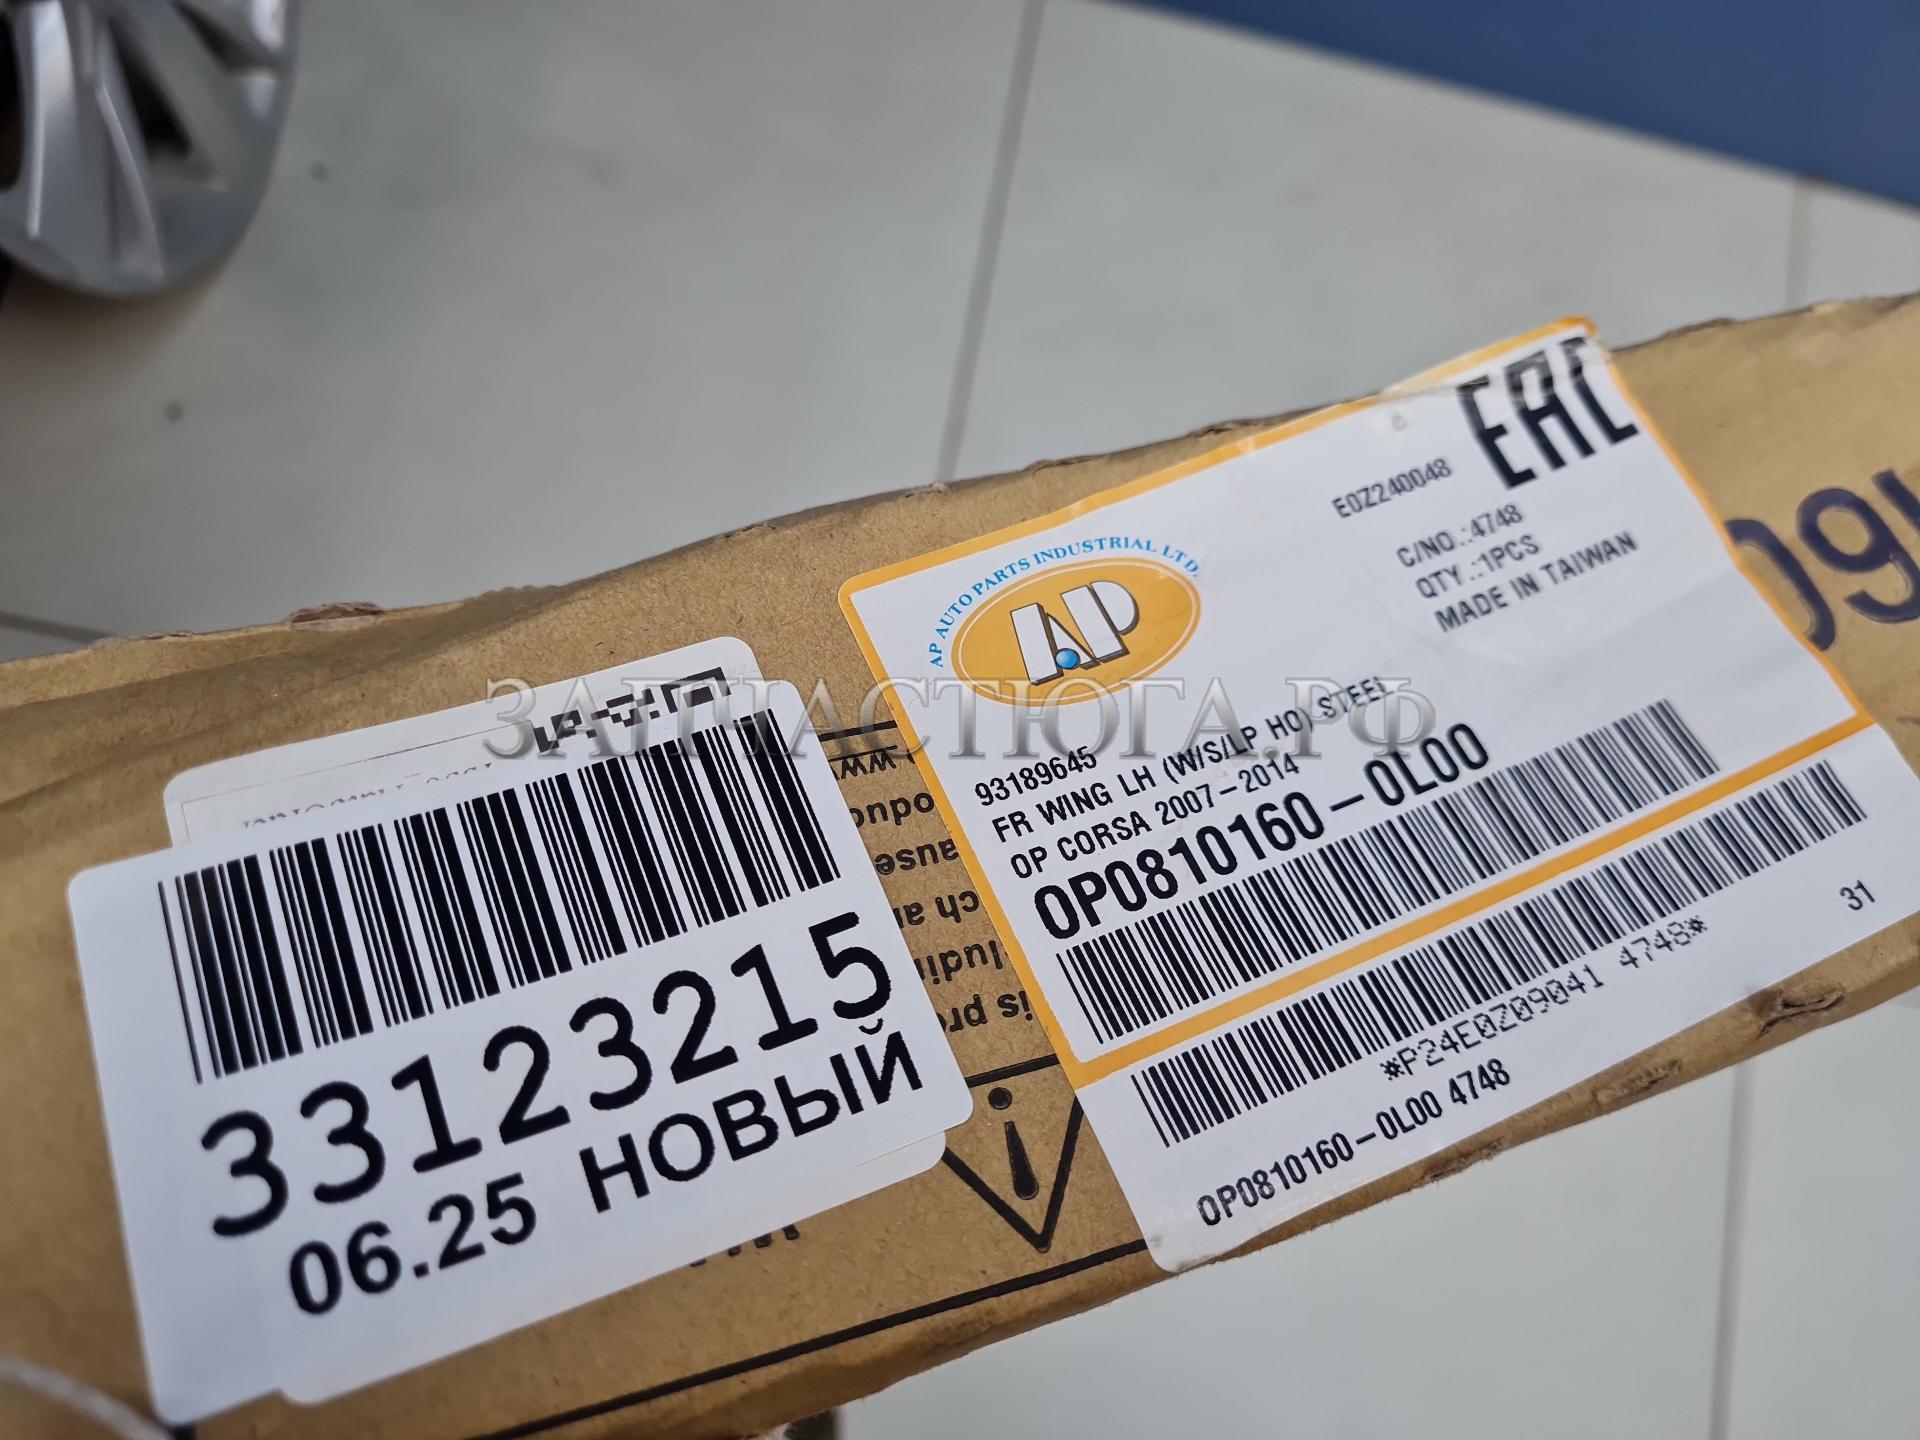 ЗАПЧАСТЮГА.РФ
33123215
06.25 НОВЫЙ
AP AUTO PARTS INDUSTRIAL LTD.
AP
EAC
E0Z240048
C/NO.:4748
QTY.:1PCS
MADE IN TAIWAN
93189645
FR WING LH (W/S/LP HO) STEEL
OP CORSA 2007-2014
OP0810160-0L00
*P24E0Z09041 4748*
31
OP0810160-0L00 4748